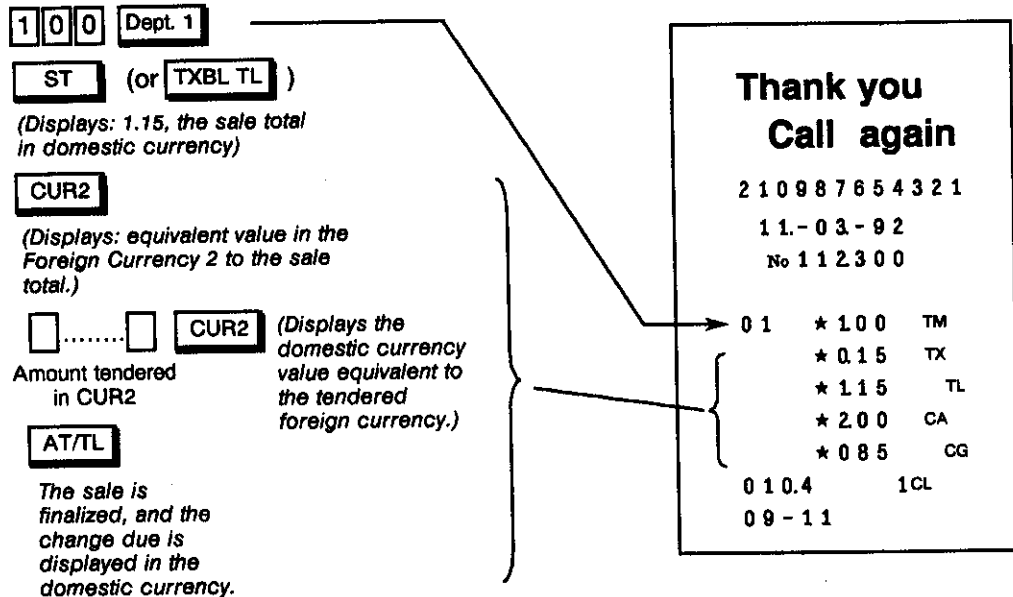 1 0 0 Dept. 1
ST (or TXBL TL )
(Displays: 1.15, the sale total
in domestic currency)
CUR2
(Displays: equivalent value in the
Foreign Currency 2 to the sale
total.)
........ CUR2 (Displays the
domestic currency
value equivalent to
the tendered
foreign currency.)
Amount tendered
in CUR2
AT/TL
The sale is
finalized, and the
change due is
displayed in the
domestic currency.
Thank you
Call again
2 1 0 9 8 7 6 5 4 3 2 1
1 1.- 0 3.- 9 2
No 1 1 2 3 0 0
0 1 ★ 1.0 0 TM
★ 0.1 5 TX
★ 1.1 5 TL
★ 2.0 0 CA
★ 0.8 5 CG
0 1 0.4 1 CL
0 9 - 1 1